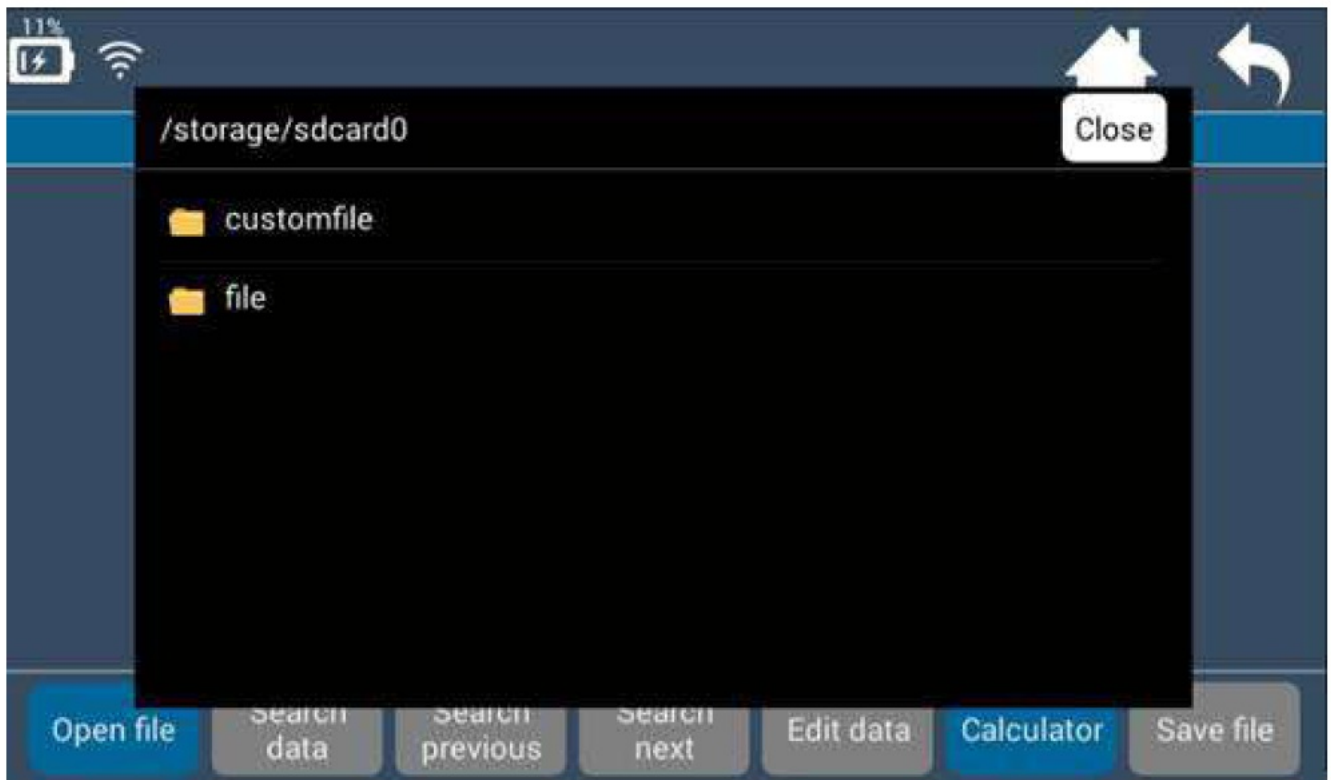 11%
/storage/sdcard0
Close
customfile
file
Open file
Search
data
Search
previous
Search
next
Edit data
Calculator
Save file